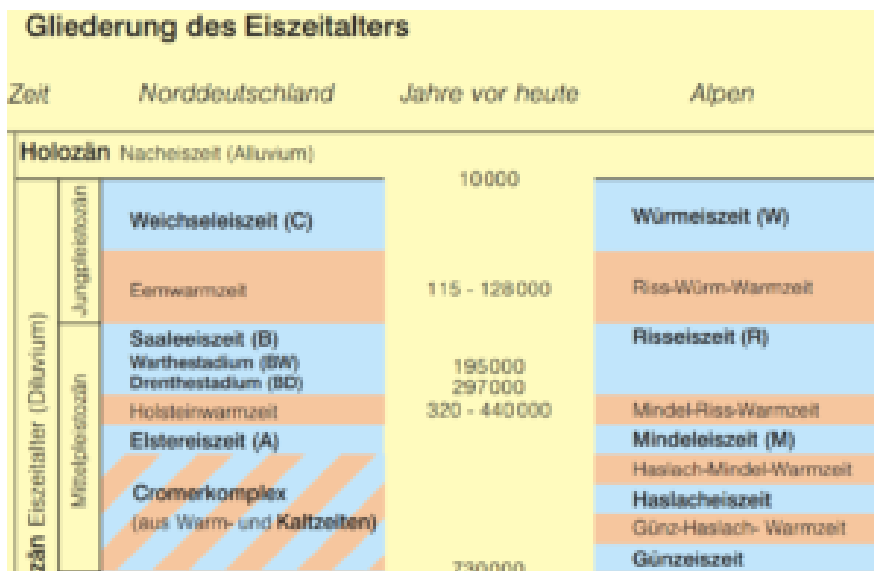 Gliederung des Eiszeitalters
Zeit Norddeutschland Jahre vor heute Alpen
Holozän Nacheiszeit (Alluvium)
10000
Jungpleistozän
Weichseleiszeit (C) Würmeiszeit (W)
Eemwarmzeit 115 - 128000 Riss-Würm-Warmzeit
zän Eiszeitalter (Diluvium)
Mittelpleistozän
Saaleeiszeit (B) Risseiszeit (R)
Warthestadium (BW) 195000
Drenthestadium (BD) 297000
Holsteinwarmzeit 320 - 440000 Mindel-Riss-Warmzeit
Elstereiszeit (A) Mindeleiszeit (M)
Haslach-Mindel-Warmzeit
Cromerkomplex Haslacheiszeit
(aus Warm- und Kaltzeiten) Günz-Haslach- Warmzeit
Günzeiszeit
730000